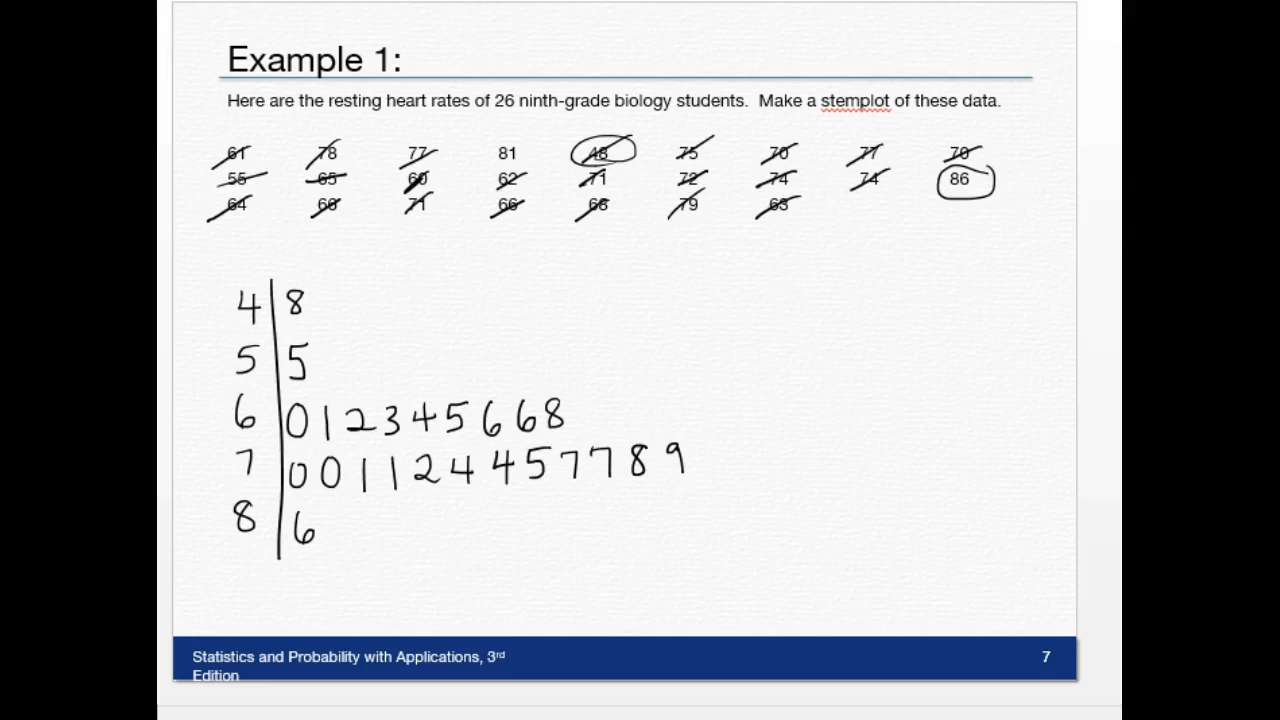 Example 1:
Here are the resting heart rates of 26 ninth-grade biology students. Make a stemplot of these data.
61 78 77 81 48 75 70 77 70
55 65 60 62 71 72 74 74 86
64 66 71 66 68 79 63
4 | 8
5 | 5
6 | 0 1 2 3 4 5 6 6 8
7 | 0 0 1 1 2 4 4 5 7 7 8 9
8 | 6
Statistics and Probability with Applications, 3rd
Edition
7